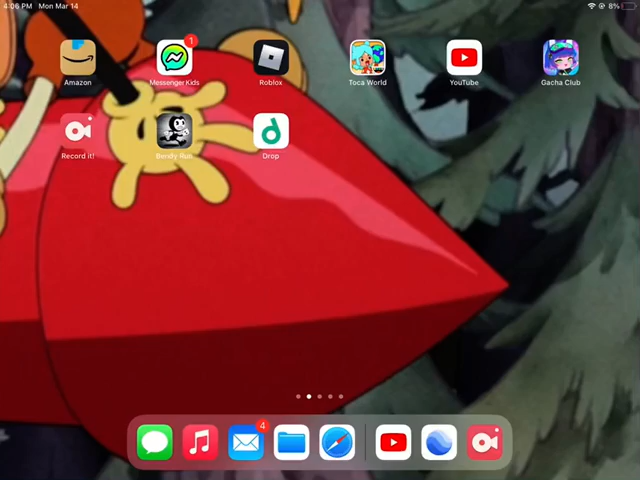 4:06 PM Mon Mar 14
8%
1
Amazon
Messenger Kids
Roblox
Toca World
YouTube
Gacha Club
Record it!
Bendy Run
Drop
4